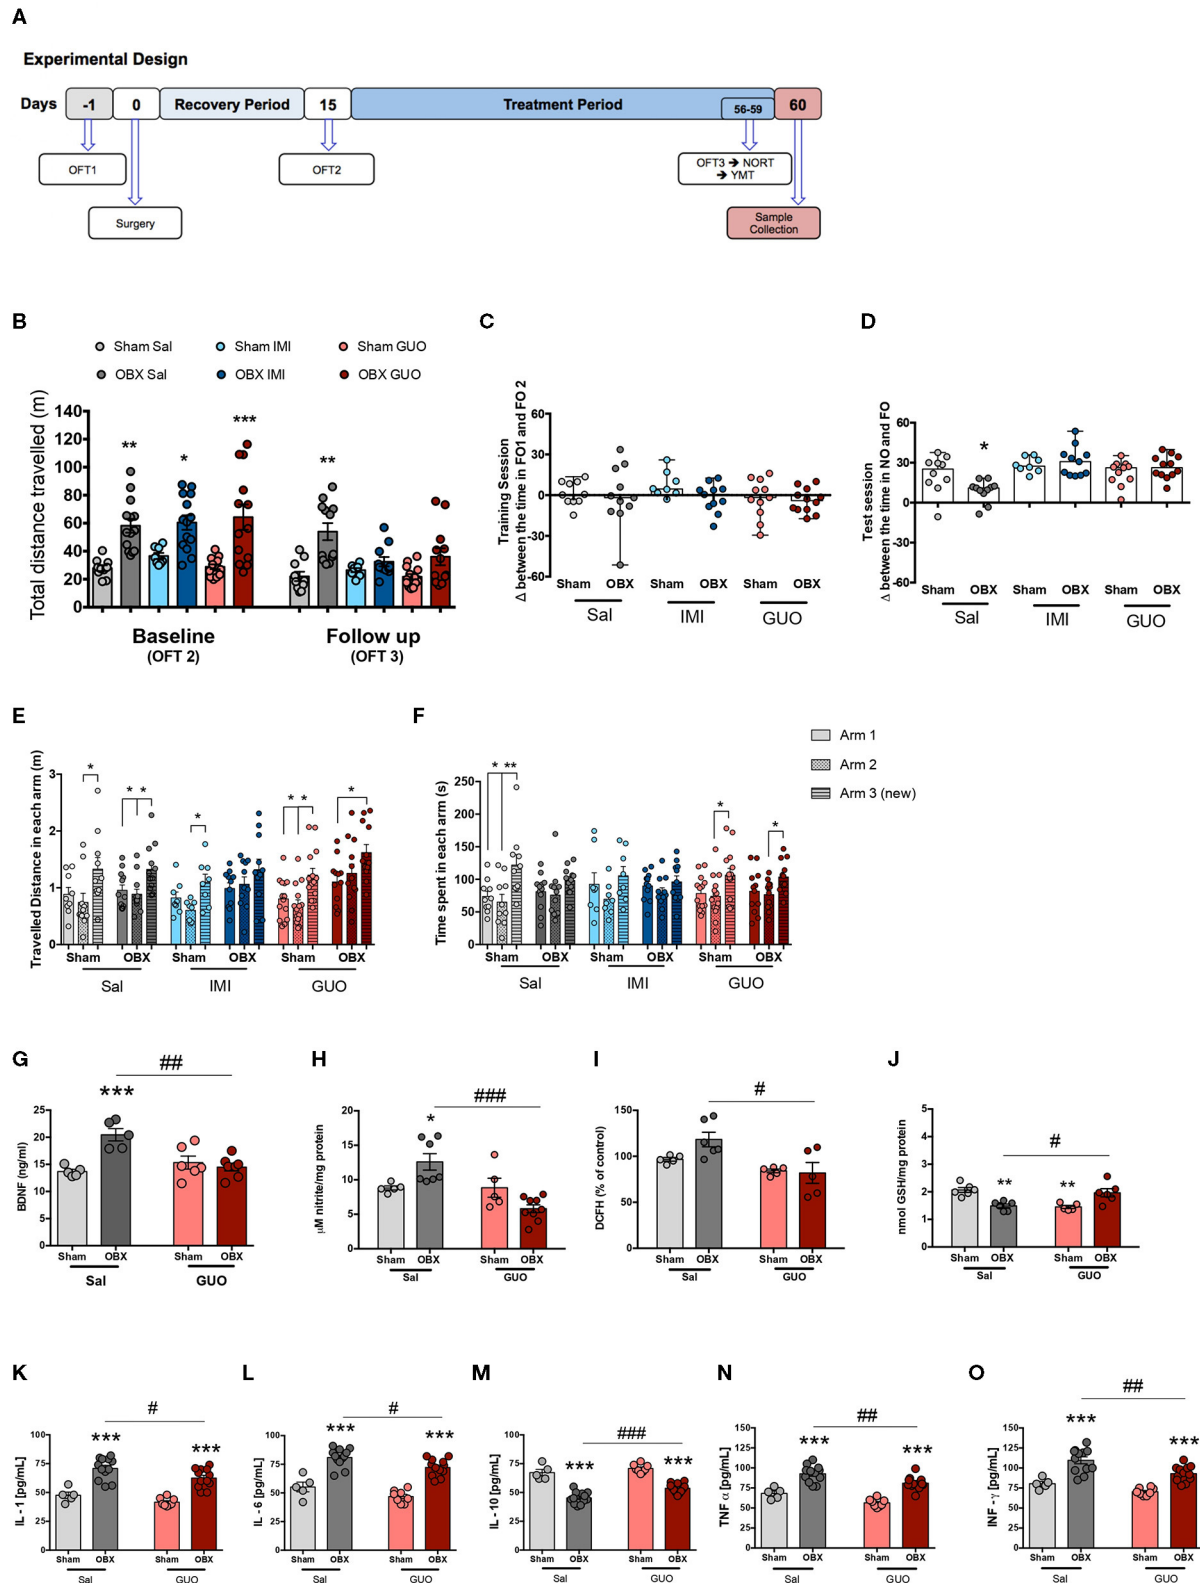 A
Experimental Design
Days -1 0 Recovery Period 15 Treatment Period 56-59 60
OFT1
OFT2
OFT3 ➔ NORT
➔ YMT
Surgery
Sample
Collection
B
Sham Sal Sham IMI Sham GUO
OBX Sal OBX IMI OBX GUO
Total distance travelled (m)
140
120
100
80
60
40
20
0
** * *** **
Baseline
(OFT 2)
Follow up
(OFT 3)
C
Training Session
Δ between the time in FO1 and FO 2
60
30
0
-30
-60
Sham OBX Sham OBX Sham OBX
Sal IMI GUO
D
Test session
Δ between the time in NO and FO
60
30
0
-30
-60
*
Sham OBX Sham OBX Sham OBX
Sal IMI GUO
E
Travelled Distance in each arm (m)
3
2
1
0
* * * * * * *
Sham OBX Sham OBX Sham OBX
Sal IMI GUO
F
Time spent in each arm (s)
250
200
150
100
50
0
* ** * *
Sham OBX Sham OBX Sham OBX
Sal IMI GUO
Arm 1
Arm 2
Arm 3 (new)
G
BDNF (ng/ml)
25
20
15
10
5
0
##
***
Sham OBX Sham OBX
Sal GUO
H
µM nitrite/mg protein
20
15
10
5
0
###
*
Sham OBX Sham OBX
Sal GUO
I
DCFH (% of control)
150
100
50
0
#
Sham OBX Sham OBX
Sal GUO
J
nmol GSH/mg protein
5
4
3
2
1
0
#
** **
Sham OBX Sham OBX
Sal GUO
K
IL - 1 [pg/mL]
100
75
50
25
0
#
*** ***
Sham OBX Sham OBX
Sal GUO
L
IL - 6 [pg/mL]
100
75
50
25
0
#
*** ***
Sham OBX Sham OBX
Sal GUO
M
IL - 10 [pg/mL]
100
75
50
25
0
###
*** ***
Sham OBX Sham OBX
Sal GUO
N
TNF α [pg/mL]
150
125
100
75
50
25
0
##
*** ***
Sham OBX Sham OBX
Sal GUO
O
INF - γ [pg/mL]
150
125
100
75
50
25
0
##
*** ***
Sham OBX Sham OBX
Sal GUO